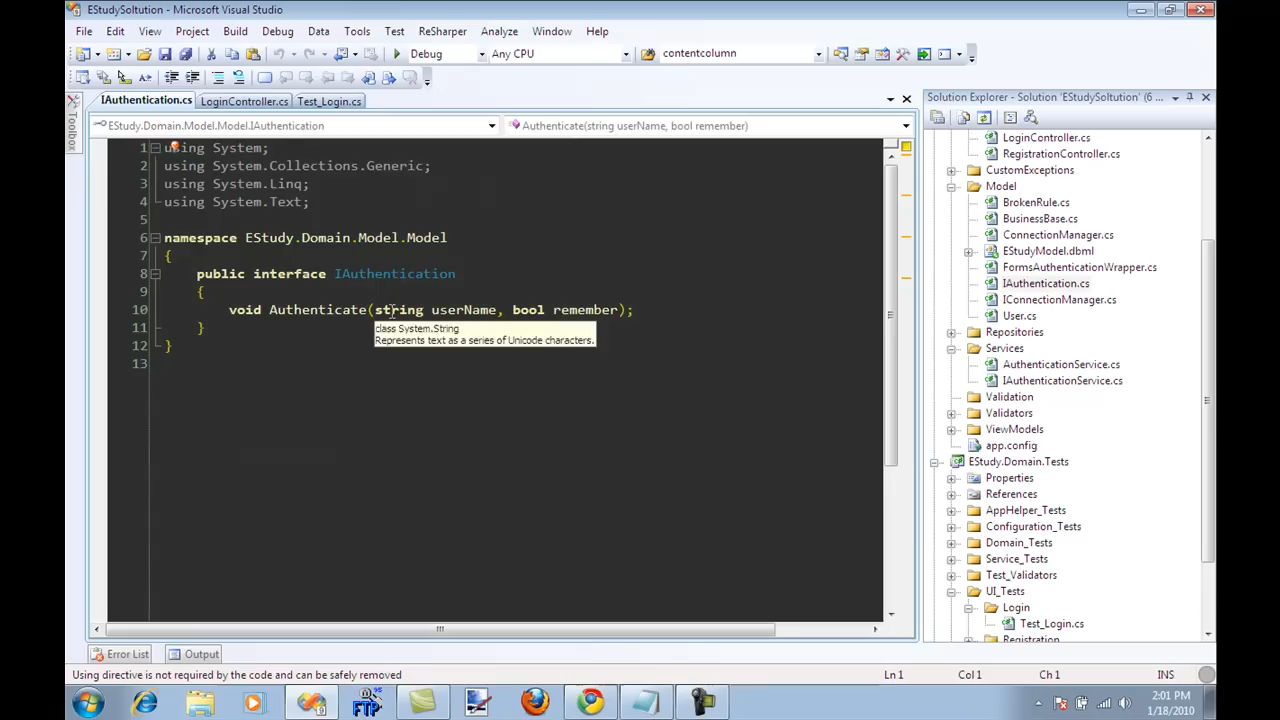 EStudySoltution - Microsoft Visual Studio
File Edit View Project Build Debug Data Tools Test ReSharper Analyze Window Help
Debug Any CPU contentcolumn
IAuthentication.cs LoginController.cs Test_Login.cs
EStudy.Domain.Model.Model.IAuthentication Authenticate(string userName, bool remember)
Toolbox
1 using System;
2 using System.Collections.Generic;
3 using System.Linq;
4 using System.Text;
5
6 namespace EStudy.Domain.Model.Model
7 {
8 public interface IAuthentication
9 {
10 void Authenticate(string userName, bool remember);
11 }
12 }
13
class System.String
Represents text as a series of Unicode characters.
Solution Explorer - Solution 'EStudySoltution' (6 ...
LoginController.cs
RegistrationController.cs
CustomExceptions
Model
BrokenRule.cs
BusinessBase.cs
ConnectionManager.cs
EStudyModel.dbml
FormsAuthenticationWrapper.cs
IAuthentication.cs
IConnectionManager.cs
User.cs
Repositories
Services
AuthenticationService.cs
IAuthenticationService.cs
Validation
Validators
ViewModels
app.config
EStudy.Domain.Tests
Properties
References
AppHelper_Tests
Configuration_Tests
Domain_Tests
Service_Tests
Test_Validators
UI_Tests
Login
Test_Login.cs
Registration
Error List Output
Using directive is not required by the code and can be safely removed Ln 1 Col 1 Ch 1 INS
FTP
2:01 PM
1/18/2010